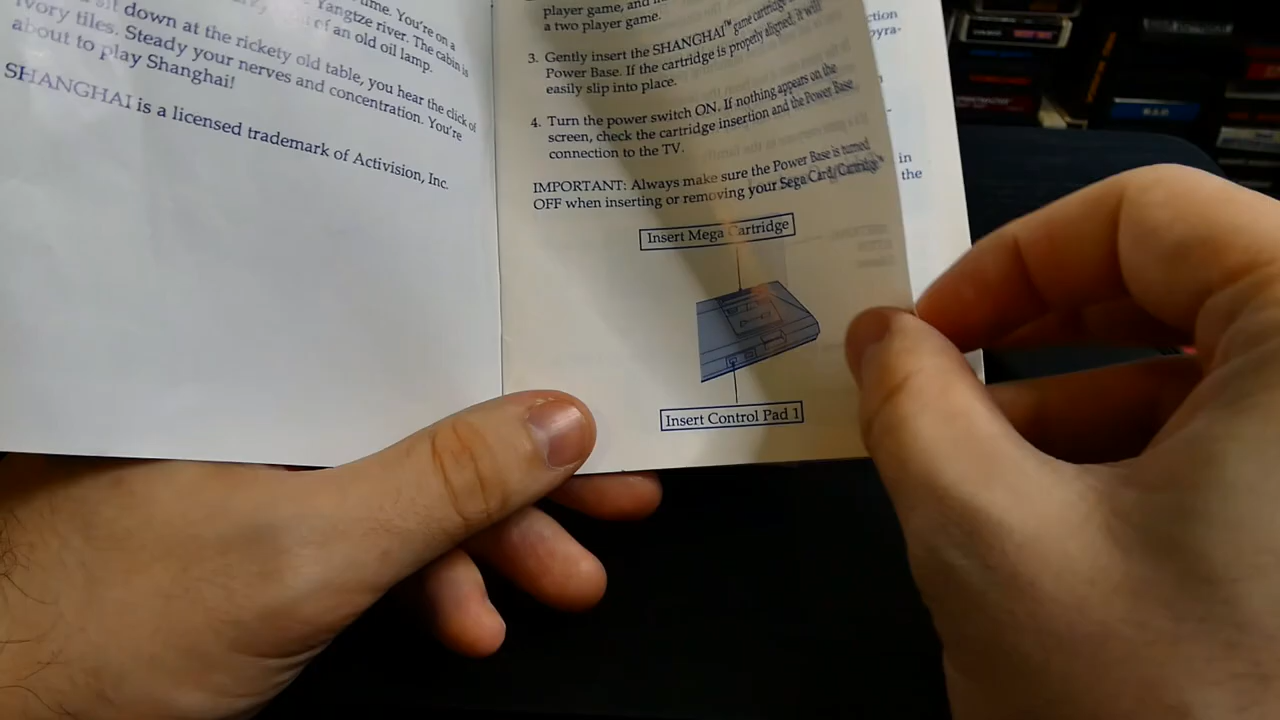 time. You're on a
Yangtze river. The cabin is
of an old oil lamp.
sit down at the rickety old table, you hear the click of
ivory tiles. Steady your nerves and concentration. You're
about to play Shanghai!
SHANGHAI is a licensed trademark of Activision, Inc.
player game, and
a two player game.
3. Gently insert the SHANGHAI™ game cartridge
Power Base. If the cartridge is properly aligned, it will
easily slip into place.
4. Turn the power switch ON. If nothing appears on the
screen, check the cartridge insertion and the Power Base
connection to the TV.
IMPORTANT: Always make sure the Power Base is turned
OFF when inserting or removing your Sega Card/Cartridge™
Insert Mega Cartridge
Insert Control Pad 1
in
the